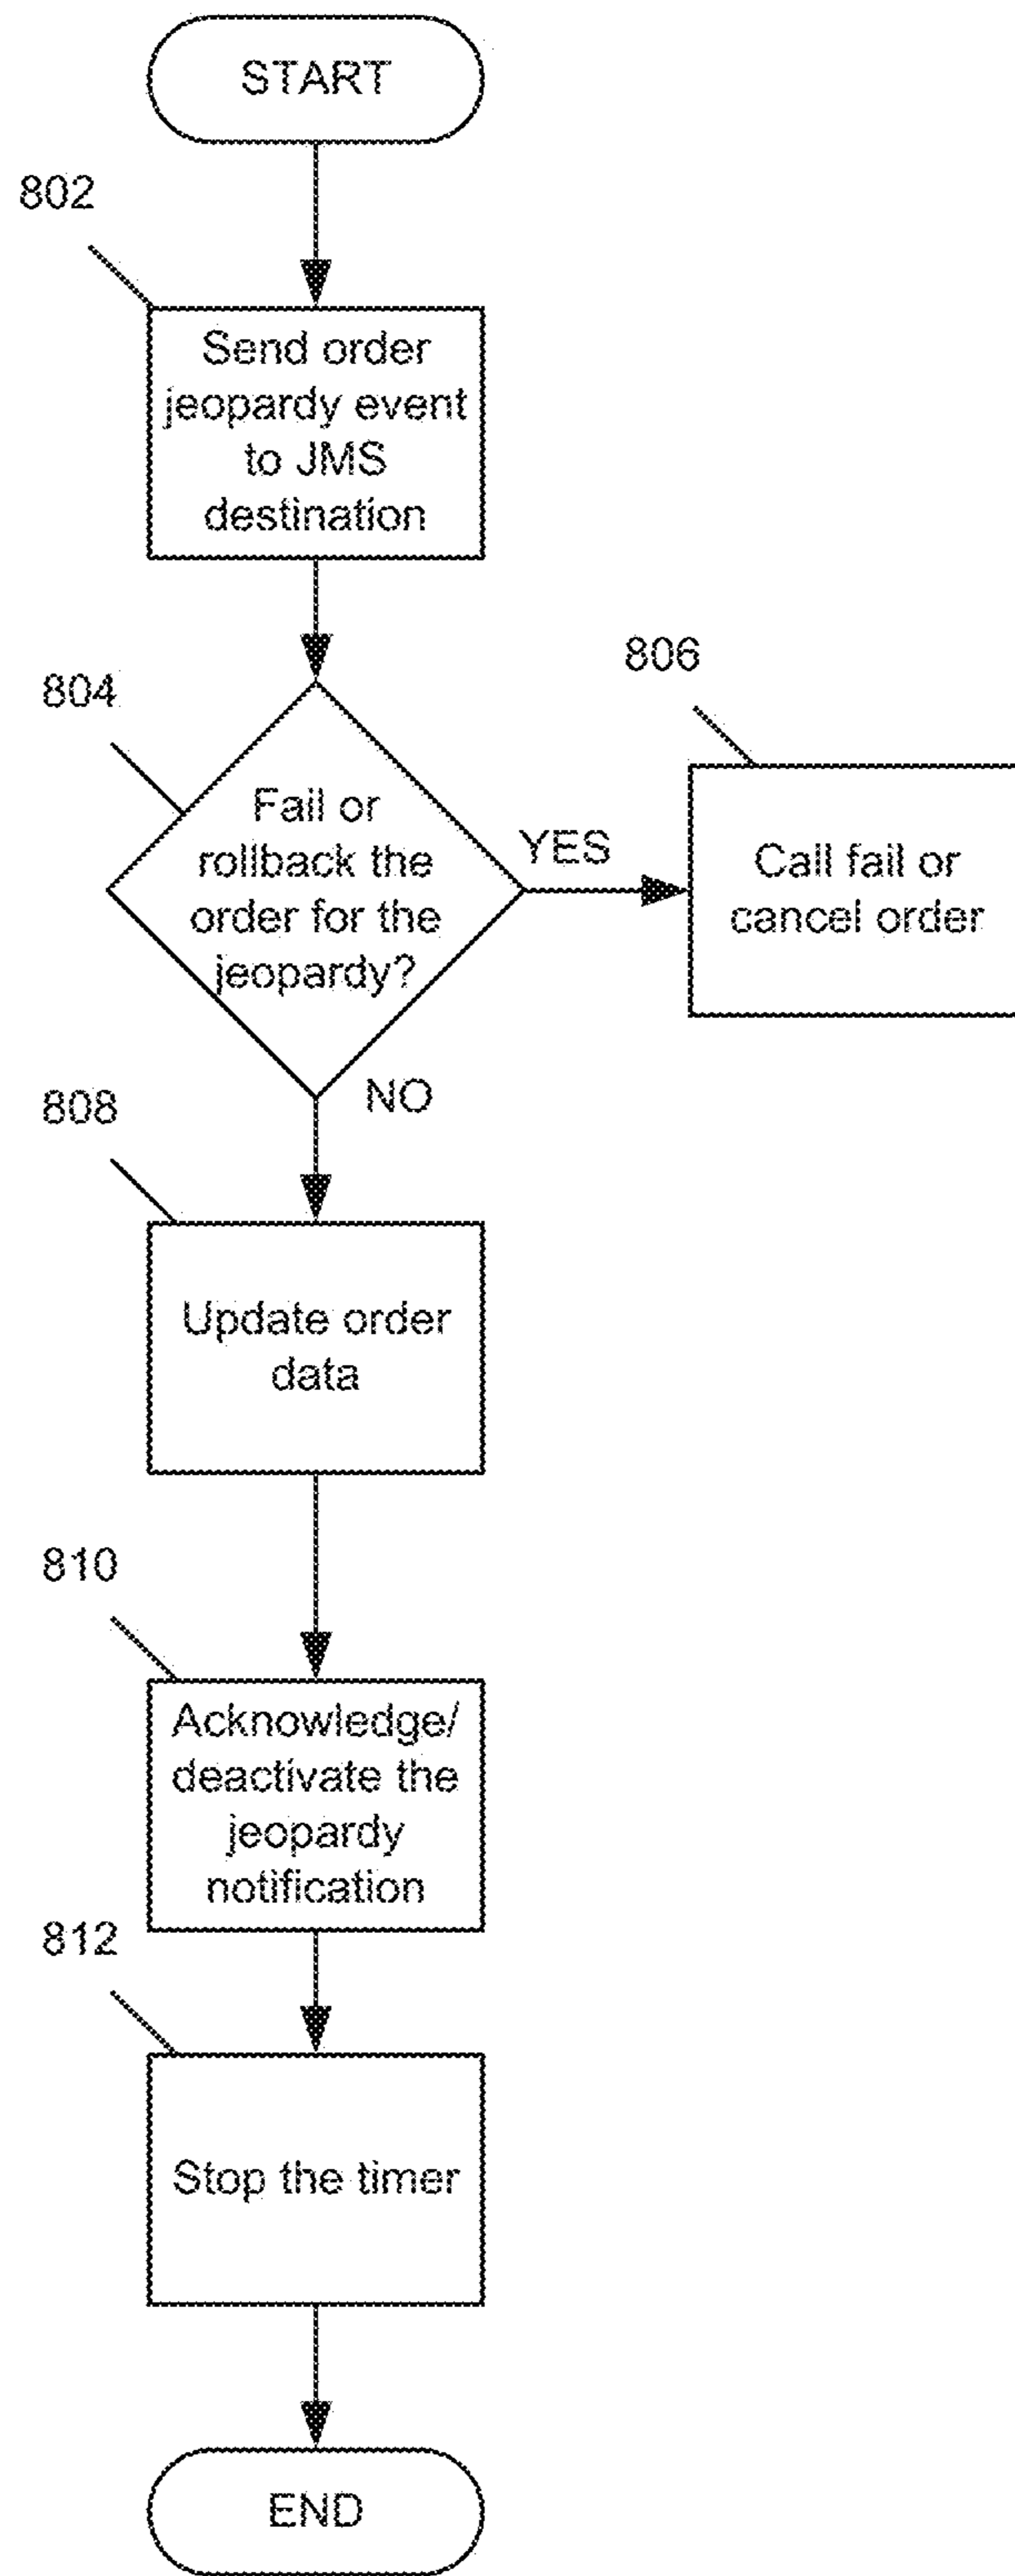 START
802
Send order
jeopardy event
to JMS
destination
804
Fail or
rollback the
order for the
jeopardy?
YES
806
Call fail or
cancel order
NO
808
Update order
data
810
Acknowledge/
deactivate the
jeopardy
notification
812
Stop the timer
END